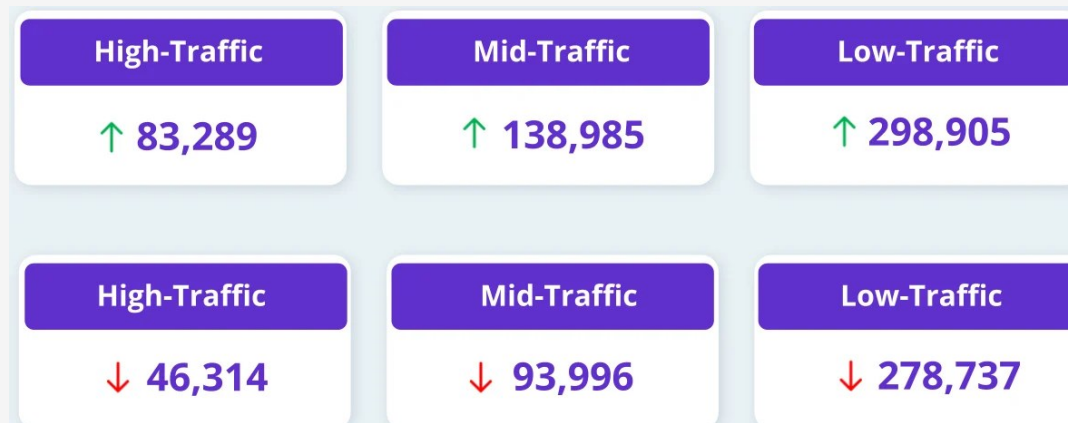 High-Traffic
Mid-Traffic
Low-Traffic
↑ 83,289
↑ 138,985
↑ 298,905
High-Traffic
Mid-Traffic
Low-Traffic
↓ 46,314
↓ 93,996
↓ 278,737